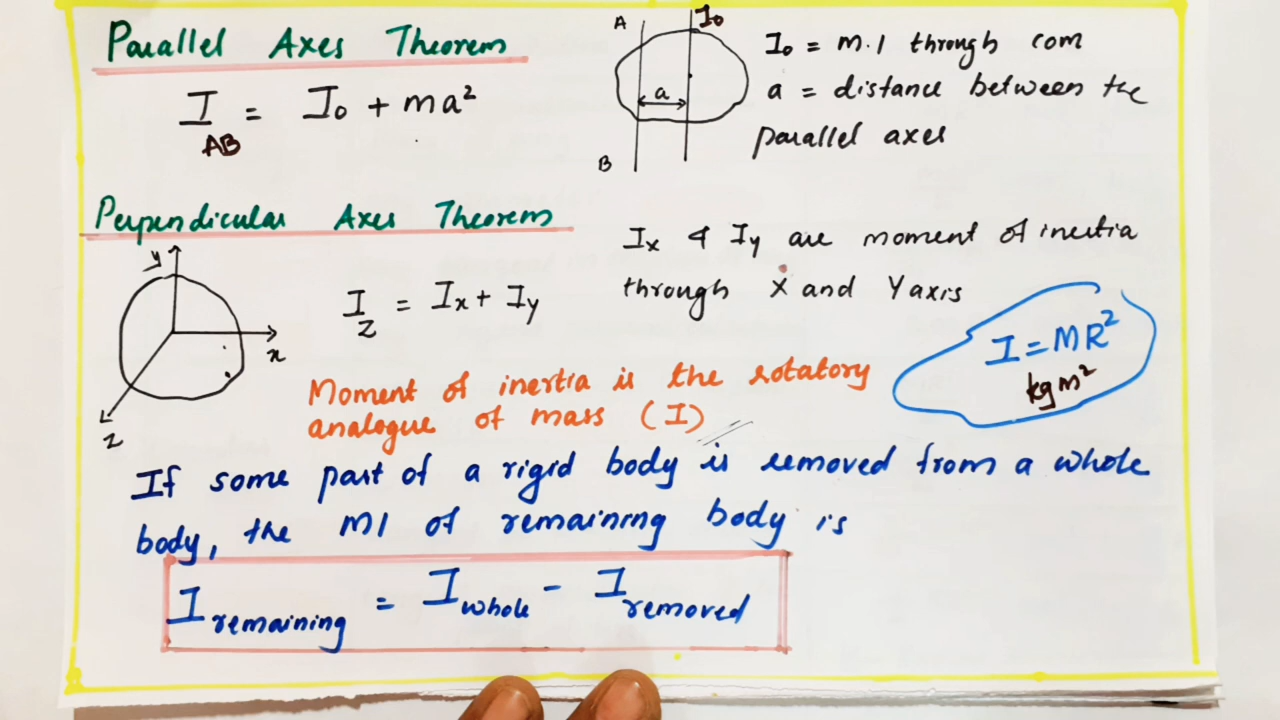 Parallel Axes Theorem
I_AB = I₀ + ma²
A
I₀
a
B
I₀ = m.I through com
a = distance between the
parallel axes
Perpendicular Axes Theorem
y
x
z
I_z = Ix + Iy
Ix & Iy are moment of inertia
through X and Y axis
I = MR²
kg m²
Moment of inertia is the rotatory
analogue of mass (I)
If some part of a rigid body is removed from a whole
body, the MI of remaining body is
I remaining = I whole - I removed